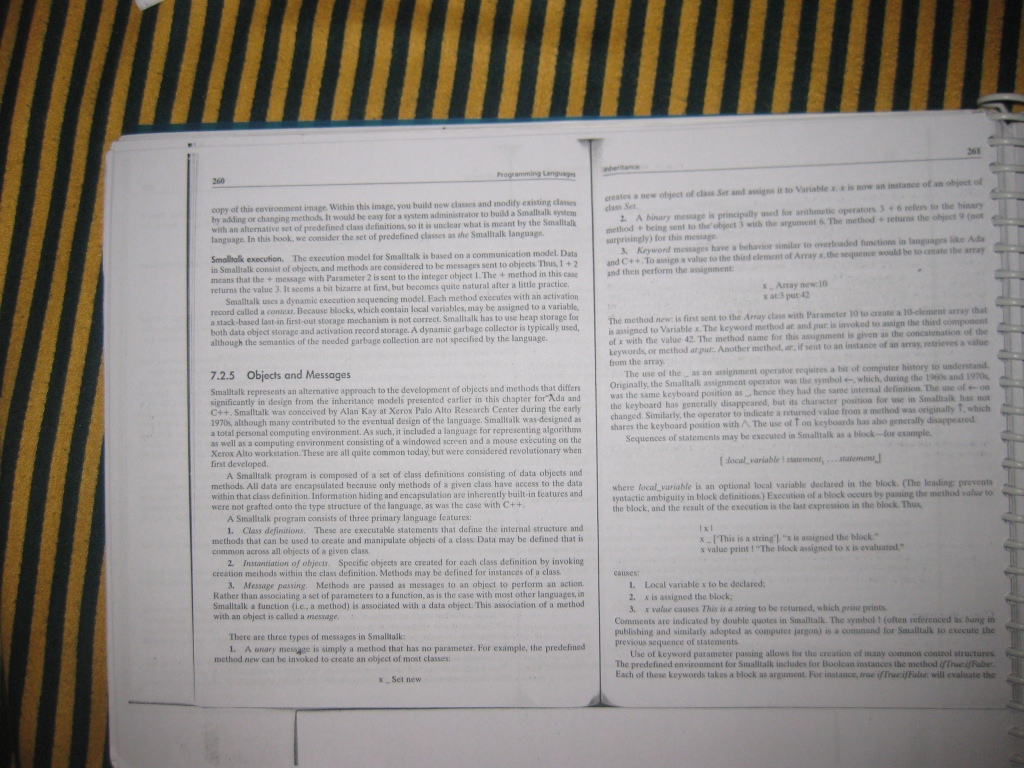 260
Programming Languages
copy of this environment image. Within this image, you build new classes and modify existing classes
by adding or changing methods. It would be easy for a system administrator to build a Smalltalk system
with an alternative set of predefined class definitions, so it is unclear what is meant by the Smalltalk
language. In this book, we consider the set of predefined classes as the Smalltalk language.
Smalltalk execution. The execution model for Smalltalk is based on a communication model. Data
in Smalltalk consist of objects, and methods are considered to be messages sent to objects. Thus, 1 + 2
means that the + message with Parameter 2 is sent to the integer object 1. The + method in this case
returns the value 3. It seems a bit bizarre at first, but becomes quite natural after a little practice.
Smalltalk uses a dynamic execution sequencing model. Each method executes with an activation
record called a context. Because blocks, which contain local variables, may be assigned to a variable,
a stack-based last-in first-out storage mechanism is not correct. Smalltalk has to use heap storage for
both data object storage and activation record storage. A dynamic garbage collector is typically used,
although the semantics of the needed garbage collection are not specified by the language.
7.2.5 Objects and Messages
Smalltalk represents an alternative approach to the development of objects and methods that differs
significantly in design from the inheritance models presented earlier in this chapter for Ada and
C++. Smalltalk was conceived by Alan Kay at Xerox Palo Alto Research Center during the early
1970s, although many contributed to the eventual design of the language. Smalltalk was designed as
a total personal computing environment. As such, it included a language for representing algorithm
as well as a computing environment consisting of a windowed screen and a mouse executing on the
Xerox Alto workstation. These are all quite common today, but were considered revolutionary when
first developed.
A Smalltalk program is composed of a set of class definitions consisting of data objects and
methods. All data are encapsulated because only methods of a given class have access to the data
within that class definition. Information hiding and encapsulation are inherently built-in features and
were not grafted onto the type structure of the language, as was the case with C++.
A Smalltalk program consists of three primary language features:
1. Class definitions. These are executable statements that define the internal structure and
methods that can be used to create and manipulate objects of a class. Data may be defined that is
common across all objects of a given class.
2. Instantiation of objects. Specific objects are created for each class definition by invoking
creation methods within the class definition. Methods may be defined for instances of a class.
3. Message passing. Methods are passed as messages to an object to perform an action.
Rather than associating a set of parameters to a function, as is the case with most other languages, in
Smalltalk a function (i.e., a method) is associated with a data object. This association of a method
with an object is called a message.
There are three types of messages in Smalltalk:
1. A unary message is simply a method that has no parameter. For example, the predefined
method new can be invoked to create an object of most classes:
x _ Set new
Inheritance
261
creates a new object of class Set and assigns it to Variable x. x is now an instance of an object of
class Set.
2. A binary message is principally used for arithmetic operators. 3 + 6 refers to the binary
method + being sent to the object 3 with the argument 6. The method + returns the object 9 (not
surprisingly) for this message.
3. Keyword messages have a behavior similar to overloaded functions in languages like Ada
and C++. To assign a value to the third element of Array x, the sequence would be to create the array
and then perform the assignment:
x _ Array new:10
x at:3 put:42
The method new: is first sent to the Array class with Parameter 10 to create a 10-element array that
is assigned to Variable x. The keyword method at: and put: is invoked to assign the third component
of x with the value 42. The method name for this assignment is given as the concatenation of the
keywords, or method at:put:. Another method, at:, if sent to an instance of an array, retrieves a value
from the array.
The use of the _ as an assignment operator requires a bit of computer history to understand.
Originally, the Smalltalk assignment operator was the symbol ←, which, during the 1960s and 1970s,
was the same keyboard position as _, hence they had the same internal definition. The use of ← on
the keyboard has generally disappeared, but its character position for use in Smalltalk has not
changed. Similarly, the operator to indicate a returned value from a method was originally ↑, which
shares the keyboard position with ^. The use of ↑ on keyboards has also generally disappeared.
Sequences of statements may be executed in Smalltalk as a block—for example,
[ :local_variable | statement₁ ... statementₙ]
where local_variable is an optional local variable declared in the block. (The leading: prevents
syntactic ambiguity in block definitions.) Execution of a block occurs by passing the method value to
the block, and the result of the execution is the last expression in the block. Thus,
| x |
x _ ['This is a string']. "x is assigned the block."
x value print ! "The block assigned to x is evaluated."
causes:
1. Local variable x to be declared;
2. x is assigned the block;
3. x value causes This is a string to be returned, which print prints.
Comments are indicated by double quotes in Smalltalk. The symbol ! (often referenced as bang in
publishing and similarly adopted as computer jargon) is a command for Smalltalk to execute the
previous sequence of statements.
Use of keyword parameter passing allows for the creation of many common control structures.
The predefined environment for Smalltalk includes for Boolean instances the method ifTrue:ifFalse:.
Each of these keywords takes a block as argument. For instance, true ifTrue:ifFalse: will evaluate the